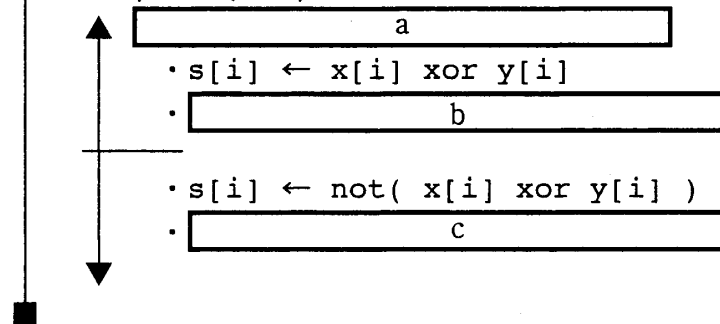 a
・s[i] ← x[i] xor y[i]
・ b
・s[i] ← not( x[i] xor y[i] )
・ c